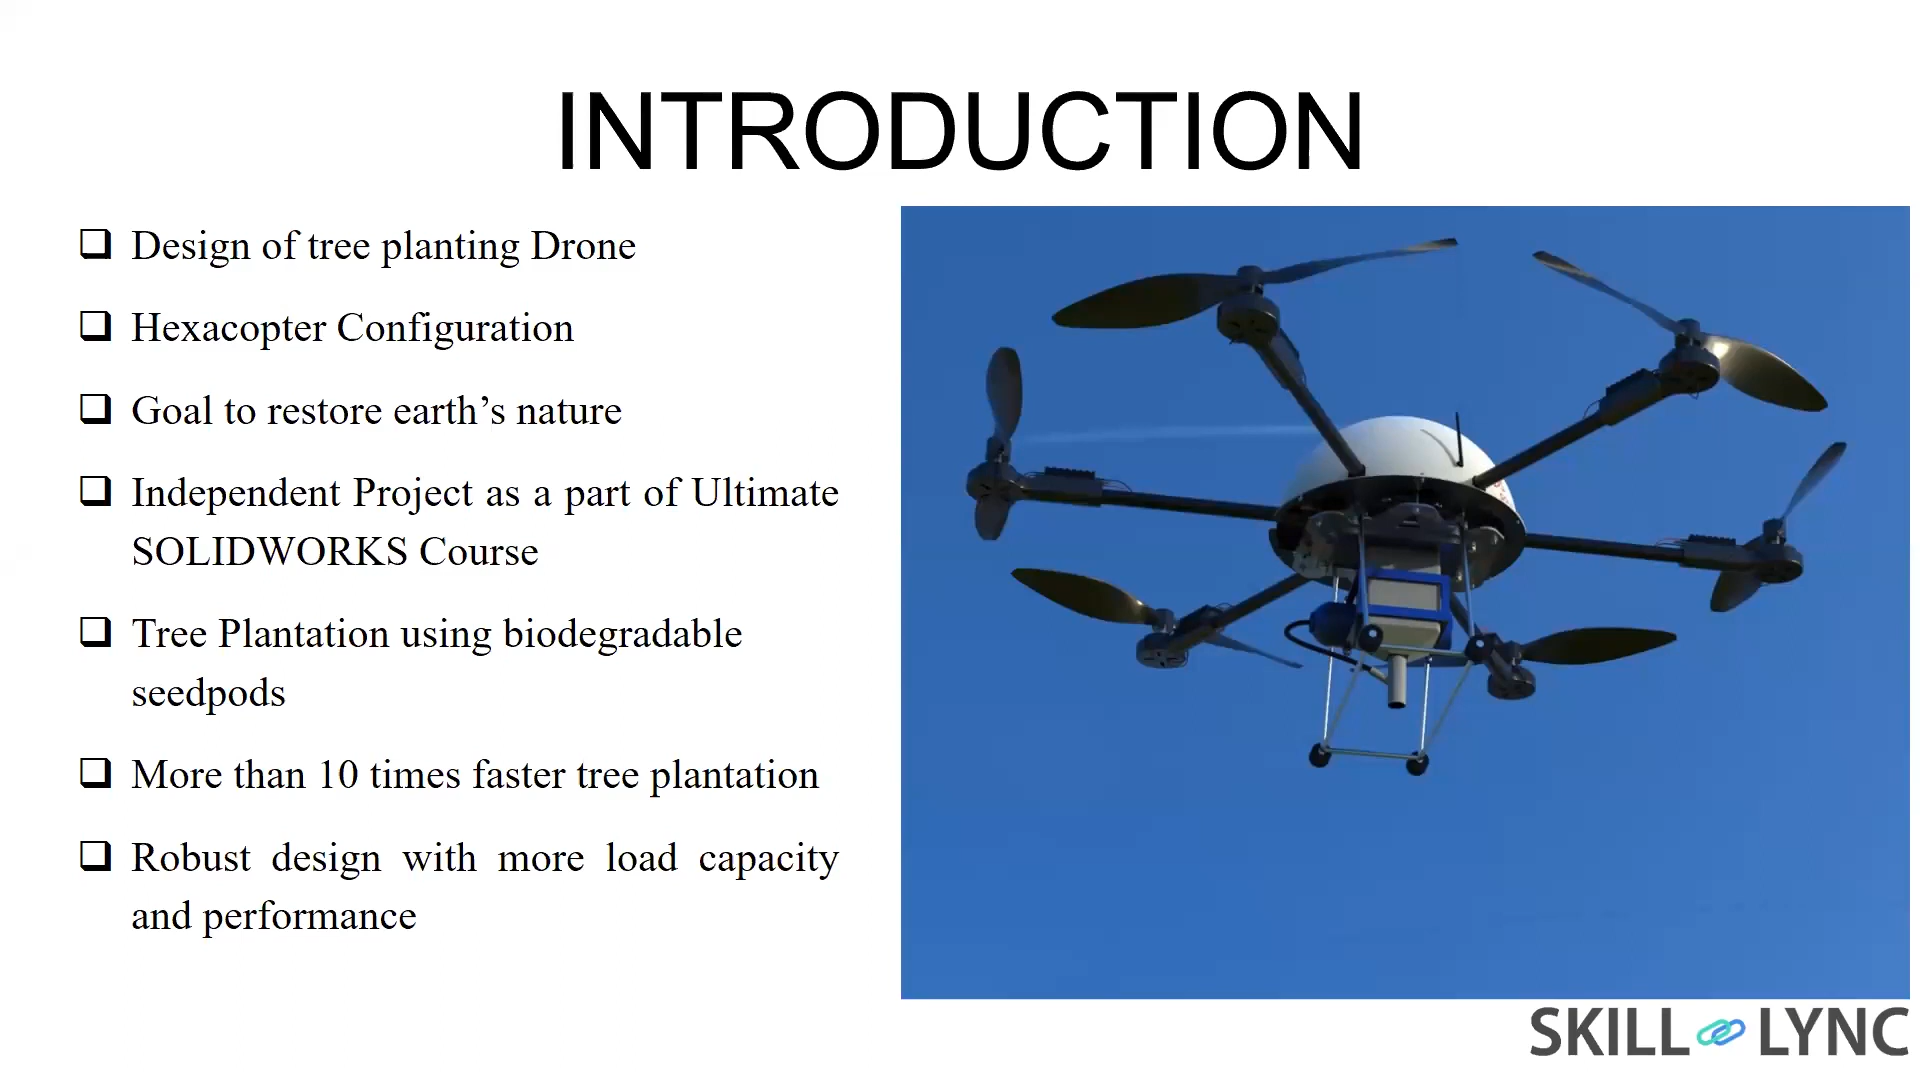 INTRODUCTION
Design of tree planting Drone
Hexacopter Configuration
Goal to restore earth’s nature
Independent Project as a part of Ultimate
SOLIDWORKS Course
Tree Plantation using biodegradable
seedpods
More than 10 times faster tree plantation
Robust design with more load capacity
and performance
SKILL LYNC